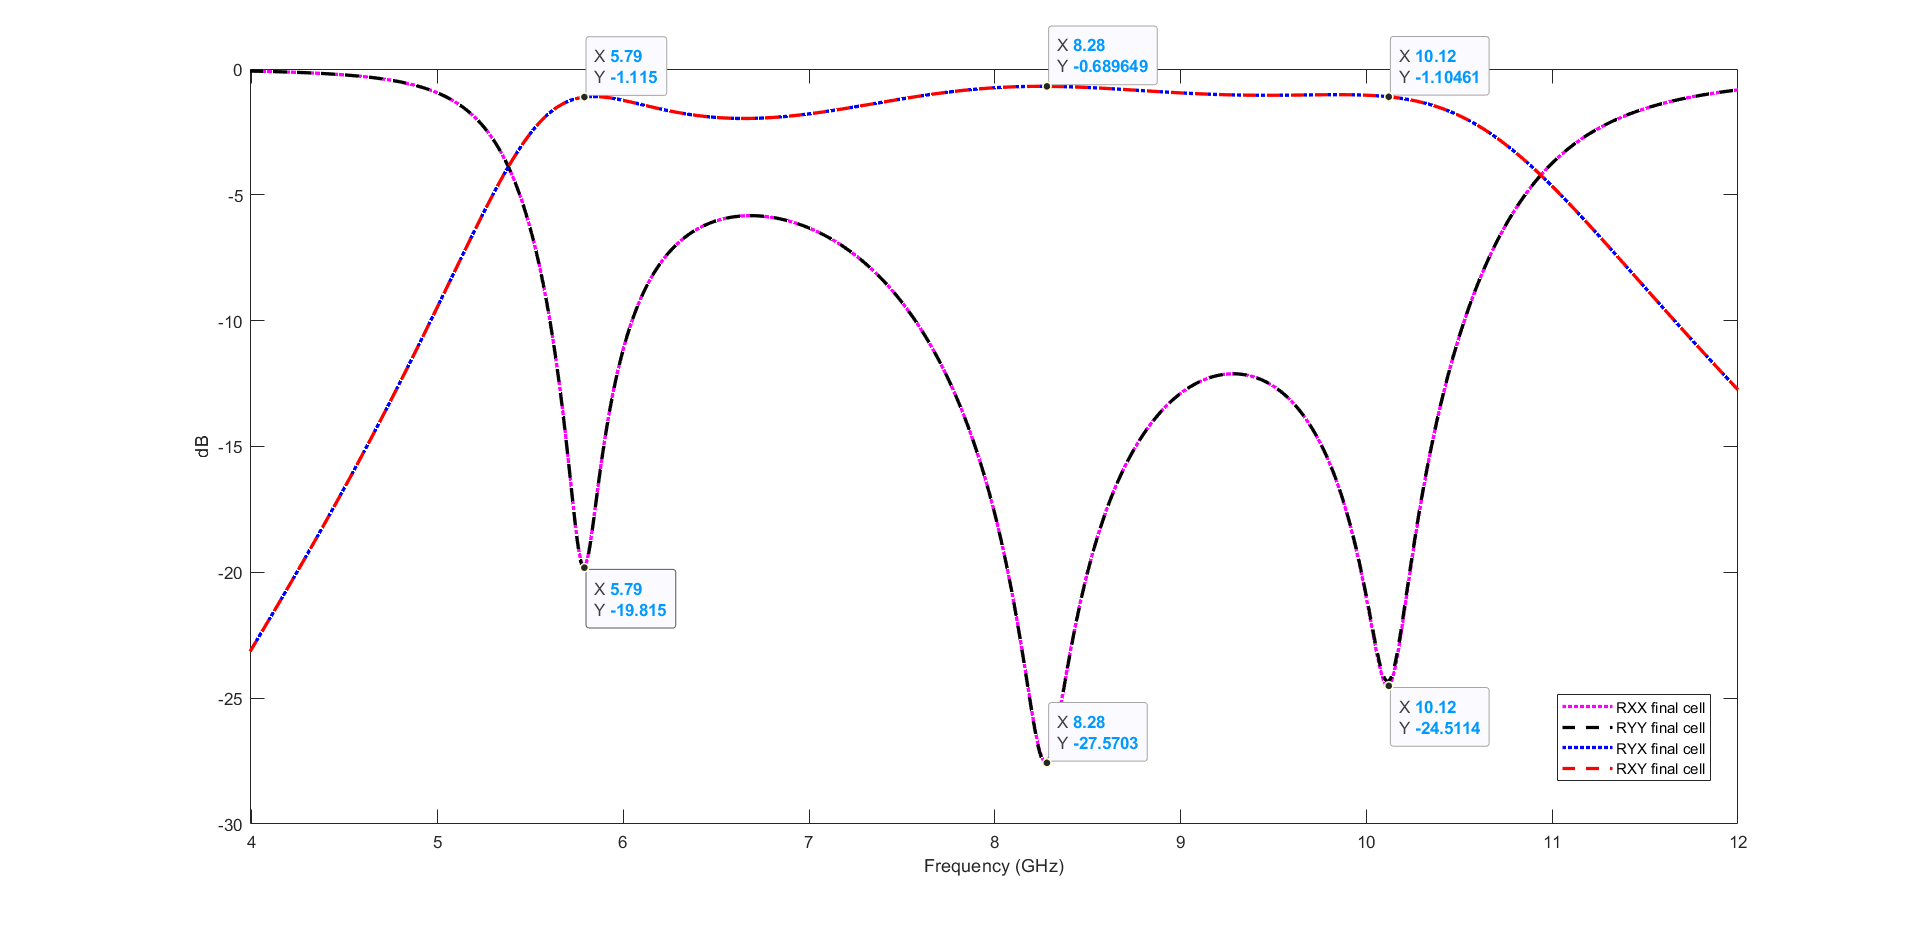 X 5.79
Y -1.115
X 8.28
Y -0.689649
X 10.12
Y -1.10461
0
-5
-10
-15
-20
-25
-30
dB
X 5.79
Y -19.815
X 8.28
Y -27.5703
X 10.12
Y -24.5114
RXX final cell
RYY final cell
RYX final cell
RXY final cell
4
5
6
7
8
9
10
11
12
Frequency (GHz)